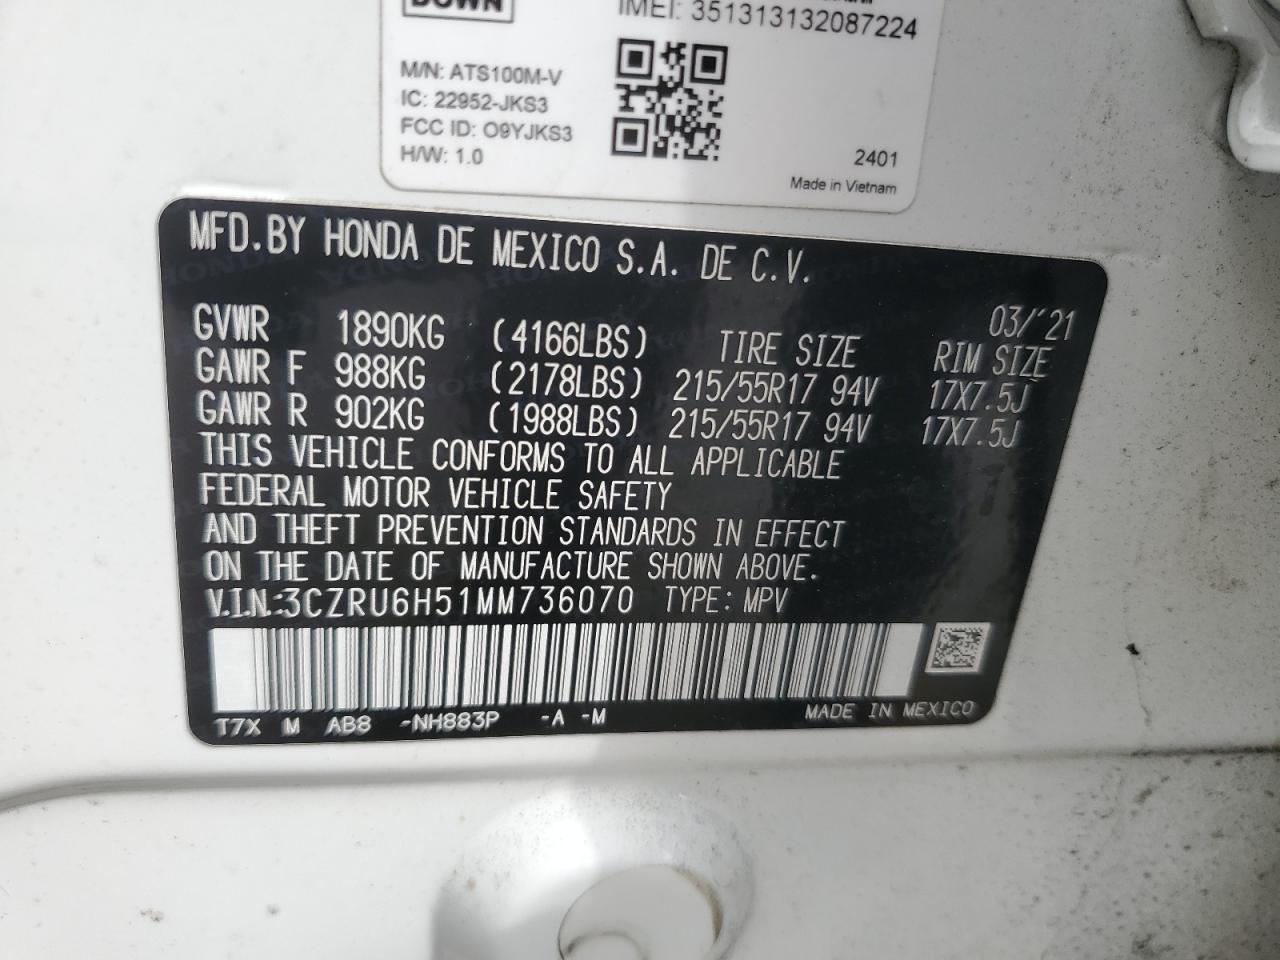 DOWN
IMEI: 351313132087224
M/N: ATS100M-V
IC: 22952-JKS3
FCC ID: O9YJKS3
H/W: 1.0
2401
Made in Vietnam
MFD.BY HONDA DE MEXICO S.A. DE C.V.
03/'21
GVWR 1890KG (4166LBS) TIRE SIZE RIM SIZE
GAWR F 988KG (2178LBS) 215/55R17 94V 17X7.5J
GAWR R 902KG (1988LBS) 215/55R17 94V 17X7.5J
THIS VEHICLE CONFORMS TO ALL APPLICABLE
FEDERAL MOTOR VEHICLE SAFETY
AND THEFT PREVENTION STANDARDS IN EFFECT
ON THE DATE OF MANUFACTURE SHOWN ABOVE.
V.I.N.:3CZRU6H51MM736070 TYPE: MPV
T7X M AB8 -NH883P -A -M MADE IN MEXICO